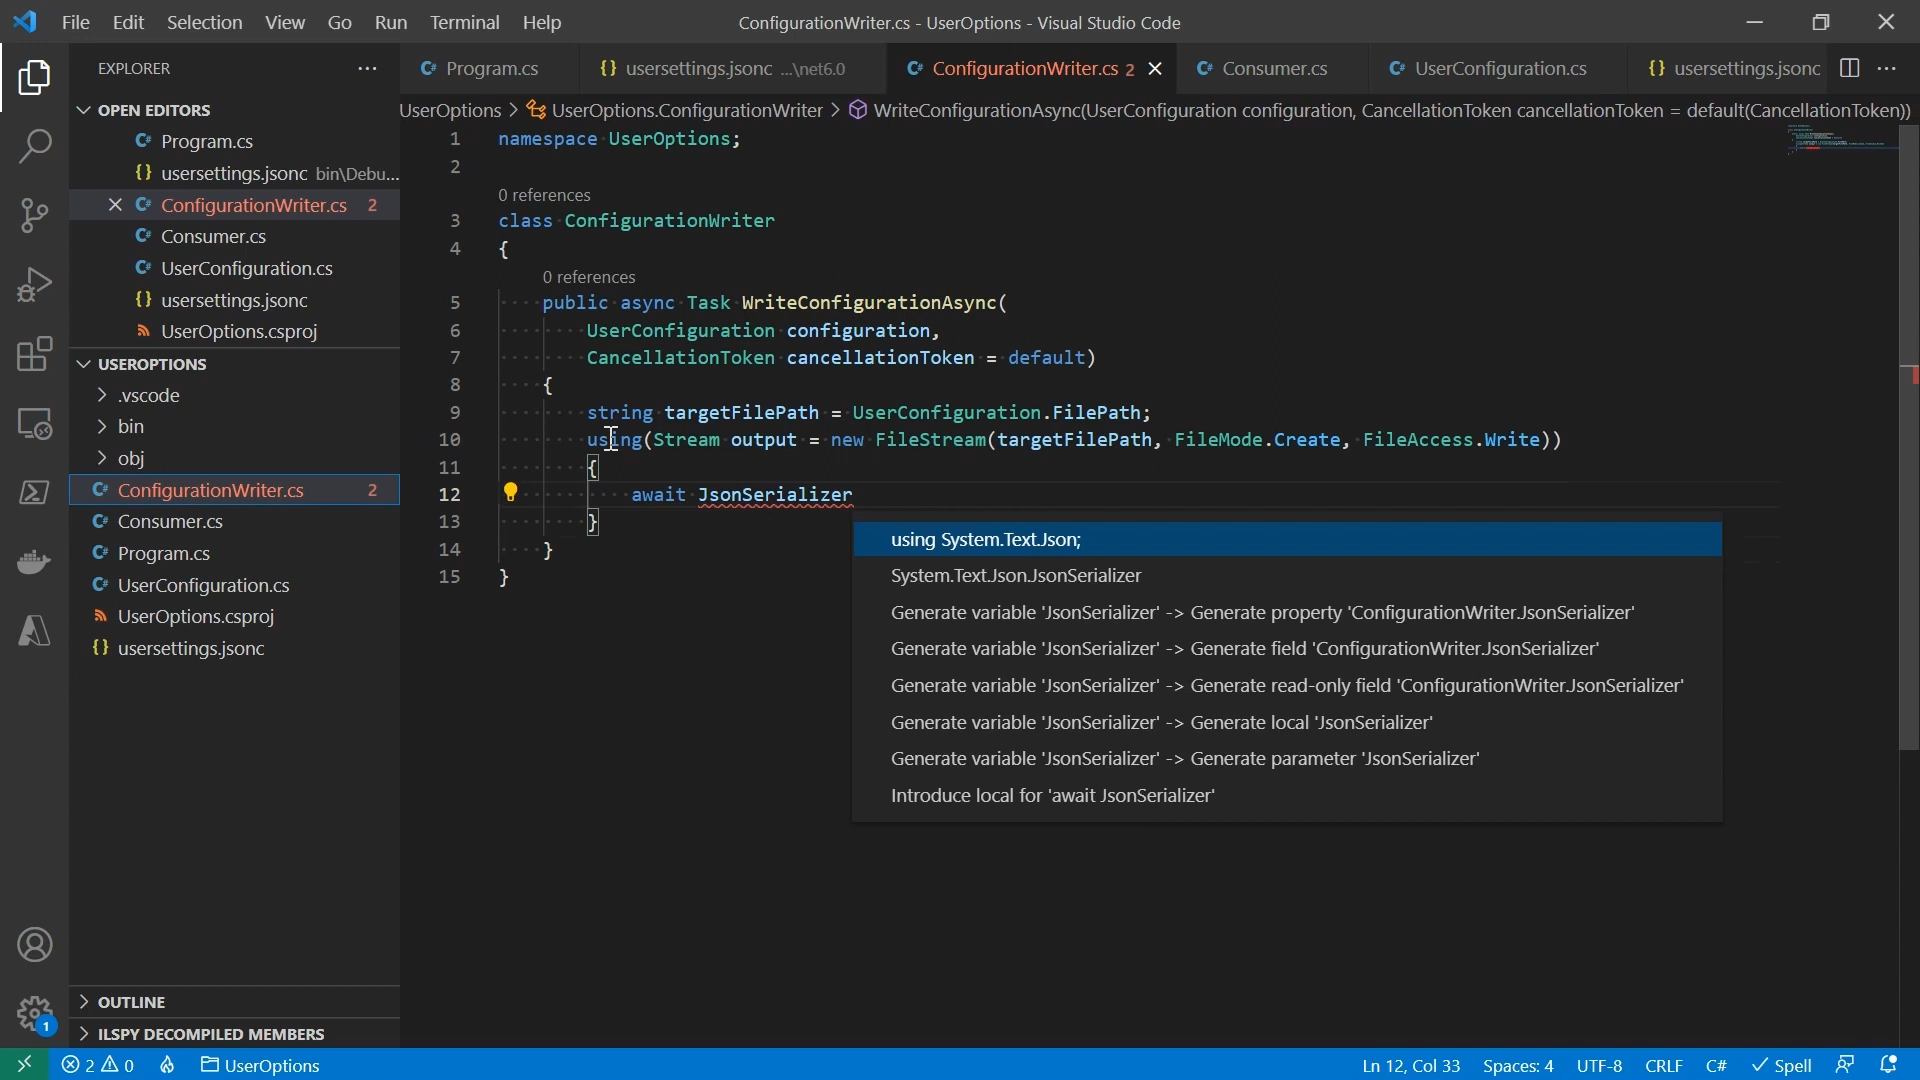 File Edit Selection View Go Run Terminal Help
ConfigurationWriter.cs - UserOptions - Visual Studio Code
EXPLORER
Program.cs
usersettings.jsonc ...\net6.0
ConfigurationWriter.cs 2
Consumer.cs
UserConfiguration.cs
usersettings.jsonc
OPEN EDITORS
Program.cs
usersettings.jsonc bin\Debu...
ConfigurationWriter.cs 2
Consumer.cs
UserConfiguration.cs
usersettings.jsonc
UserOptions.csproj
USEROPTIONS
.vscode
bin
obj
ConfigurationWriter.cs 2
Consumer.cs
Program.cs
UserConfiguration.cs
UserOptions.csproj
usersettings.jsonc
OUTLINE
ILSPY DECOMPILED MEMBERS
UserOptions > UserOptions.ConfigurationWriter > WriteConfigurationAsync(UserConfiguration configuration, CancellationToken cancellationToken = default(CancellationToken))
1 namespace UserOptions;
2
0 references
3 class ConfigurationWriter
4 {
0 references
5 public async Task WriteConfigurationAsync(
6 UserConfiguration configuration,
7 CancellationToken cancellationToken = default)
8 {
9 string targetFilePath = UserConfiguration.FilePath;
10 using(Stream output = new FileStream(targetFilePath, FileMode.Create, FileAccess.Write))
11 {
12 await JsonSerializer
13 }
14 }
15 }
using System.Text.Json;
System.Text.Json.JsonSerializer
Generate variable 'JsonSerializer' -> Generate property 'ConfigurationWriter.JsonSerializer'
Generate variable 'JsonSerializer' -> Generate field 'ConfigurationWriter.JsonSerializer'
Generate variable 'JsonSerializer' -> Generate read-only field 'ConfigurationWriter.JsonSerializer'
Generate variable 'JsonSerializer' -> Generate local 'JsonSerializer'
Generate variable 'JsonSerializer' -> Generate parameter 'JsonSerializer'
Introduce local for 'await JsonSerializer'
1
2 0 UserOptions
Ln 12, Col 33 Spaces: 4 UTF-8 CRLF C# Spell